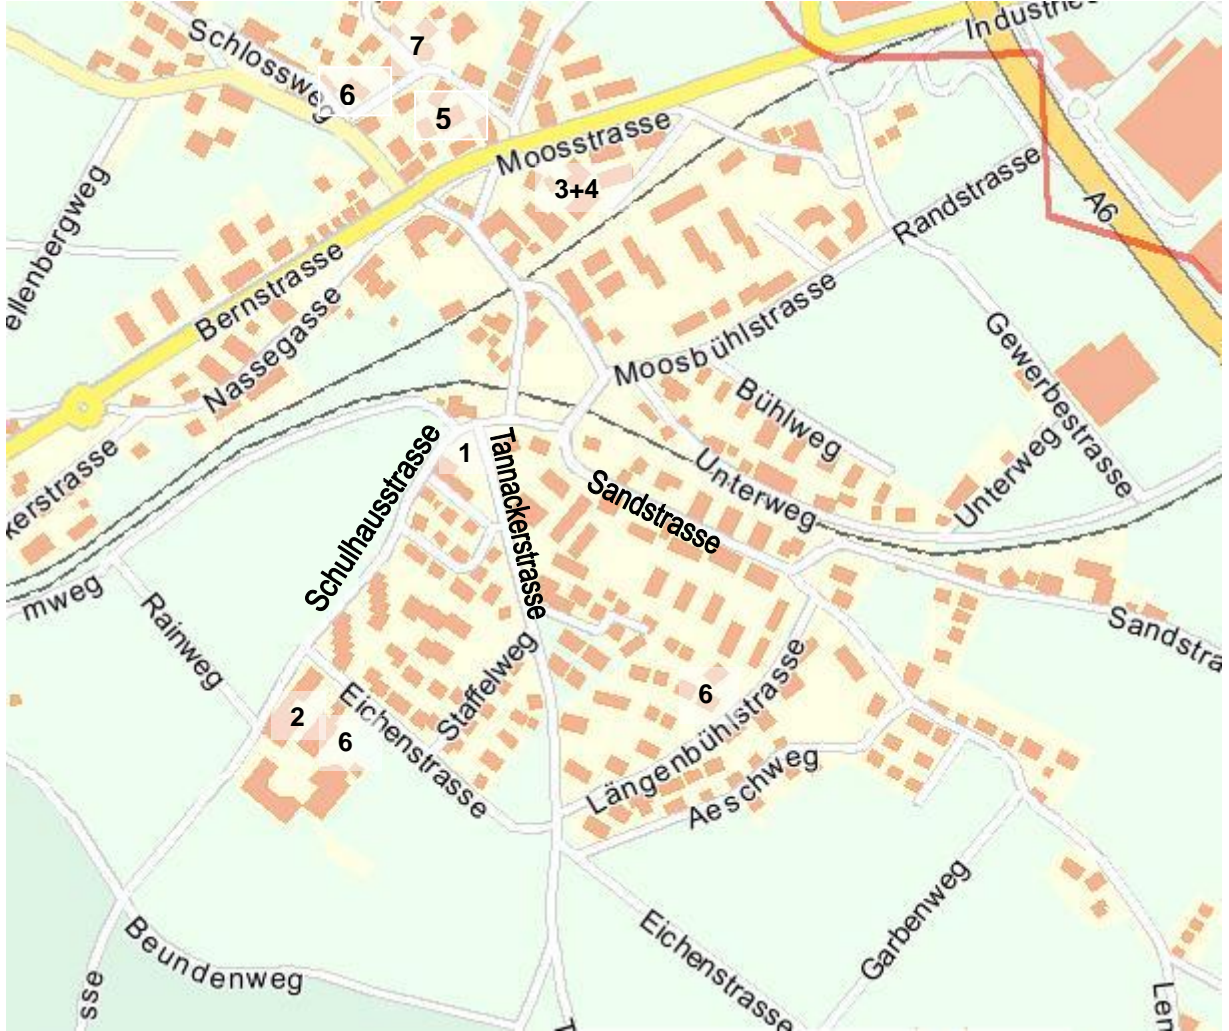 Industrie
Schlossweg
7
6
5
Moosstrasse
3+4
Randstrasse
A6
ellenbergweg
Bernstrasse
Nassegasse
Moosbühlstrasse
Gewerbestrasse
Bühlweg
kerstrasse
1
Schulhausstrasse
Tannackerstrasse
Sandstrasse
Unterweg
Unterweg
mweg
Rainweg
Sandstra
Staffelweg
Eichenstrasse
2
6
6
Längenbühlstrasse
Aeschweg
Garbenweg
Eichenstrasse
Beundenweg
sse
Len
T